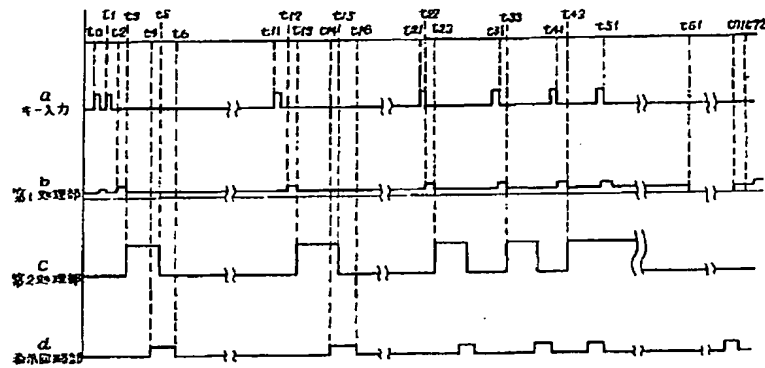 t0 t1 t2 t3 t4 t5 t6 t11 t12 t13 t14 t15 t16 t21 t22 t23 t31 t33 t41 t43 t51 t61 t71 t72
a
キー入力
b
第1処理部
c
第2処理部
d
表示回路部